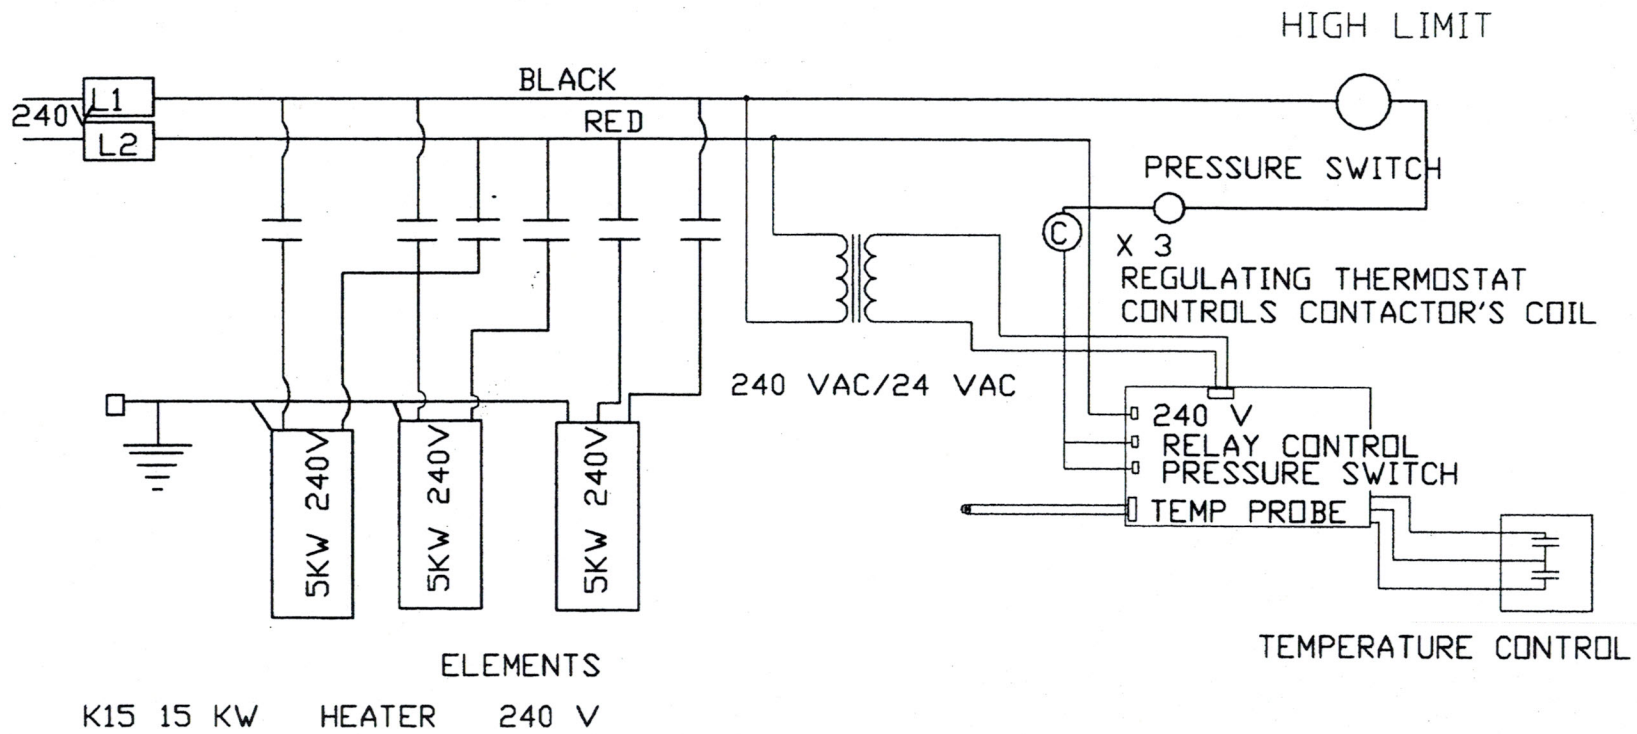 HIGH LIMIT
BLACK
L1
240V
RED
L2
PRESSURE SWITCH
C
X 3
REGULATING THERMOSTAT
CONTROLS CONTACTOR'S COIL
240 VAC/24 VAC
240 V
RELAY CONTROL
PRESSURE SWITCH
TEMP PROBE
5KW 240V
5KW 240V
5KW 240V
TEMPERATURE CONTROL
ELEMENTS
K15 15 KW HEATER 240 V